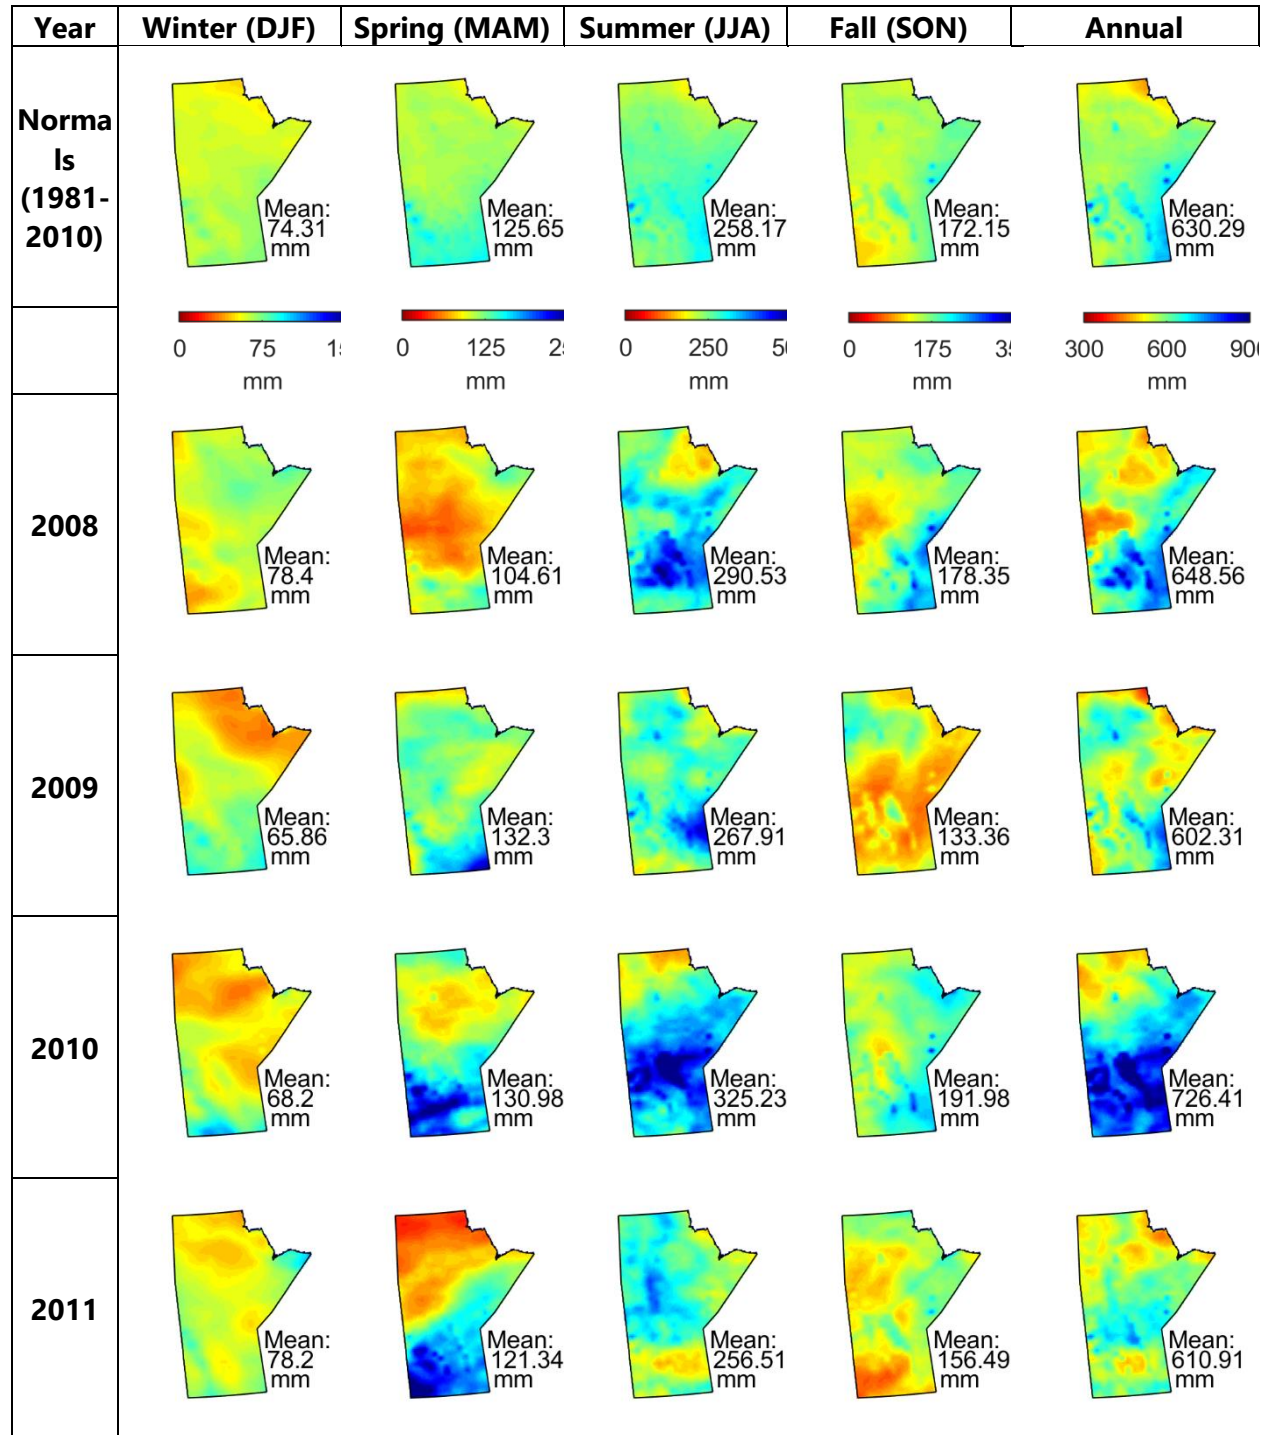 Year Winter (DJF) Spring (MAM) Summer (JJA) Fall (SON) Annual
Norma
ls
(1981-
2010)
Mean: Mean: Mean: Mean: Mean:
74.31 125.65 258.17 172.15 630.29
mm mm mm mm mm
0 75 1 0 125 2 0 250 50 0 175 3 300 600 900
mm mm mm mm mm
2008
Mean: Mean: Mean: Mean: Mean:
78.4 104.61 290.53 178.35 648.56
mm mm mm mm mm
2009
Mean: Mean: Mean: Mean: Mean:
65.86 132.3 267.91 133.36 602.31
mm mm mm mm mm
2010
Mean: Mean: Mean: Mean: Mean:
68.2 130.98 325.23 191.98 726.41
mm mm mm mm mm
2011
Mean: Mean: Mean: Mean: Mean:
78.2 121.34 256.51 156.49 610.91
mm mm mm mm mm